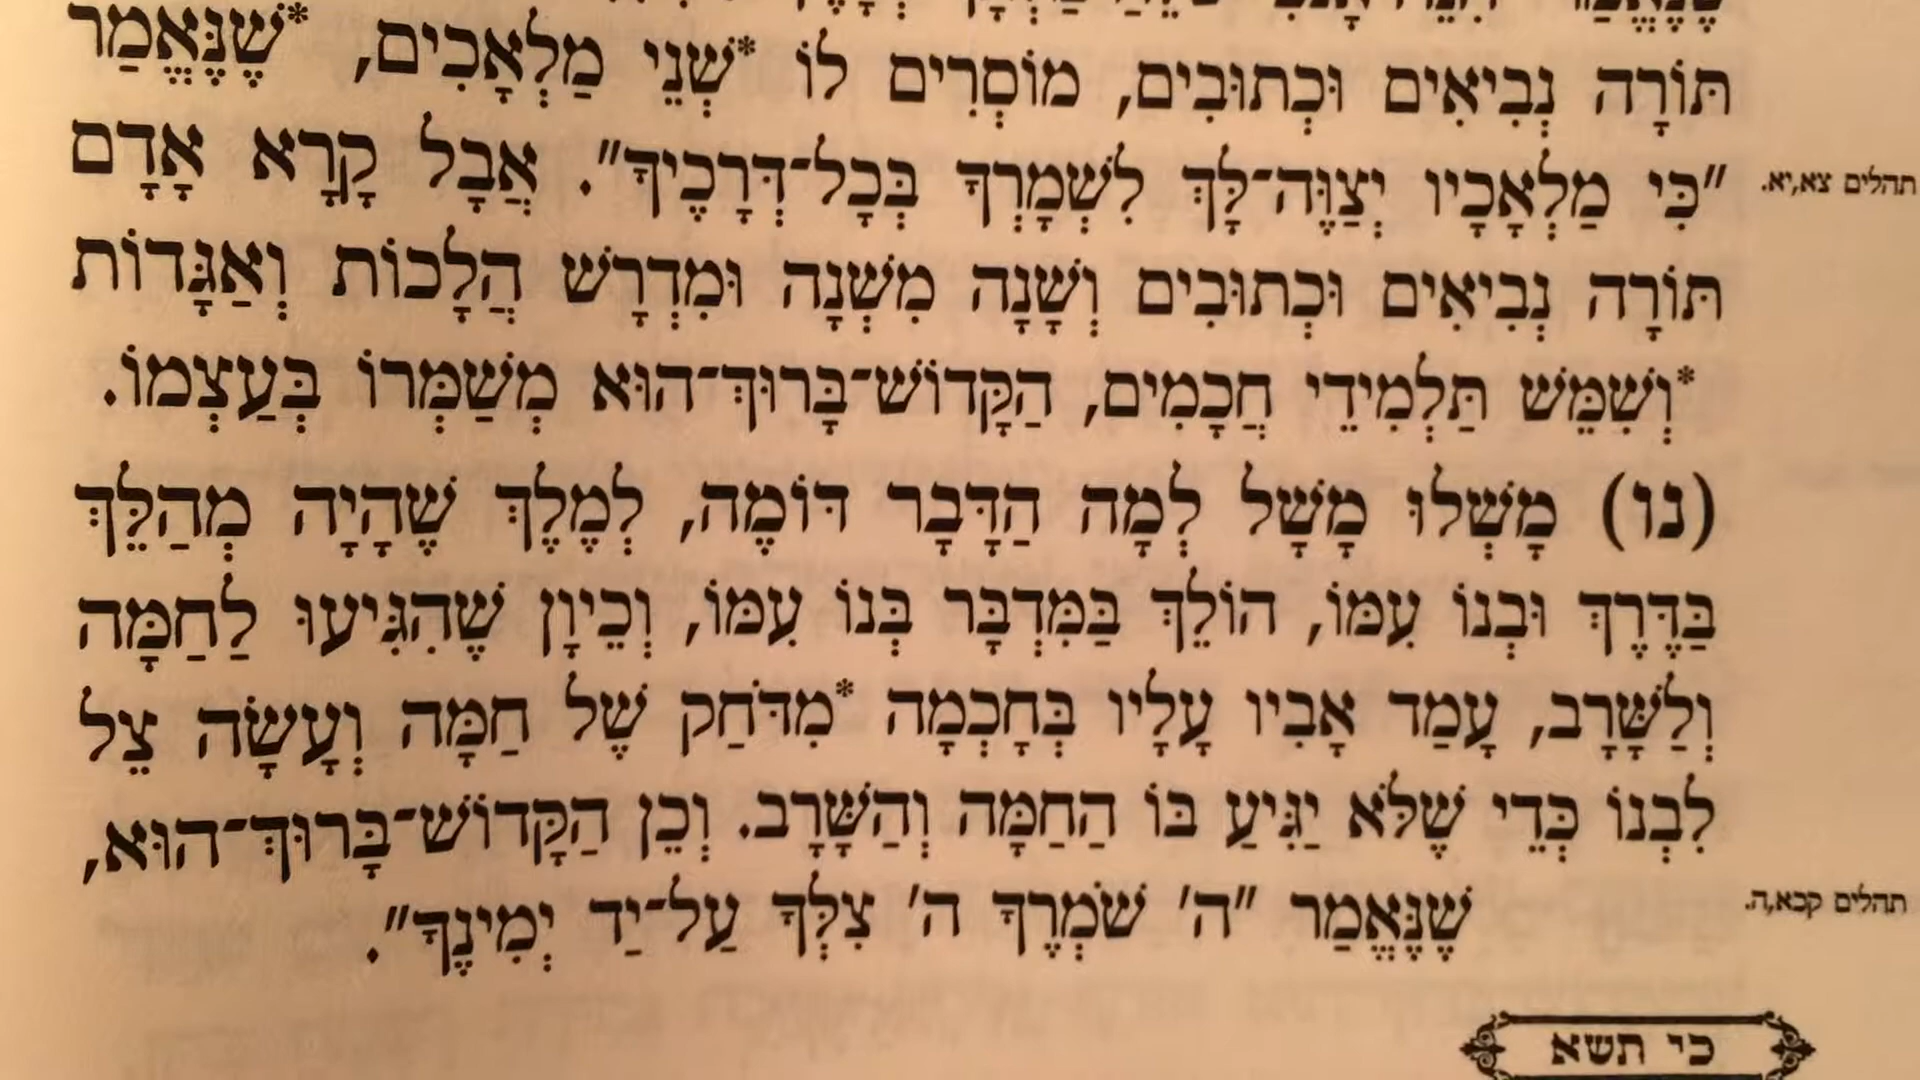 תּוֹרָה נְבִיאִים וּכְתוּבִים, מוֹסְרִים לוֹ *שְׁנֵי מַלְאָכִים, *שֶׁנֶּאֱמַר
"כִּי מַלְאָכָיו יְצַוֶּה־לָּךְ לִשְׁמָרְךָ בְּכָל־דְּרָכֶיךָ". אֲבָל קָרָא אָדָם
תהלים צא,יא.
תּוֹרָה נְבִיאִים וּכְתוּבִים וְשָׁנָה מִשְׁנָה וּמִדְרָשׁ הֲלָכוֹת וְאַגָּדוֹת
*וְשִׁמֵּשׁ תַּלְמִידֵי חֲכָמִים, הַקָּדוֹשׁ־בָּרוּךְ־הוּא מְשַׁמְּרוֹ בְּעַצְמוֹ.
(נו) מָשְׁלוּ מָשָׁל לְמָה הַדָּבָר דּוֹמֶה, לְמֶלֶךְ שֶׁהָיָה מְהַלֵּךְ
בַּדֶּרֶךְ וּבְנוֹ עִמּוֹ, הוֹלֵךְ בַּמִּדְבָּר בְּנוֹ עִמּוֹ, וְכֵיוָן שֶׁהִגִּיעוּ לַחַמָּה
וְלַשָּׁרָב, עָמַד אָבִיו עָלָיו בְּחָכְמָה *מִדֹּחַק שֶׁל חַמָּה וְעָשָׂה צֵל
לִבְנוֹ כְּדֵי שֶׁלֹּא יַגִּיעַ בּוֹ הַחַמָּה וְהַשָּׁרָב. וְכֵן הַקָּדוֹשׁ־בָּרוּךְ־הוּא,
שֶׁנֶּאֱמַר "ה' שֹׁמְרֶךָ ה' צִלְּךָ עַל־יַד יְמִינֶךָ".
תהלים קכא,ה.
כי תשא